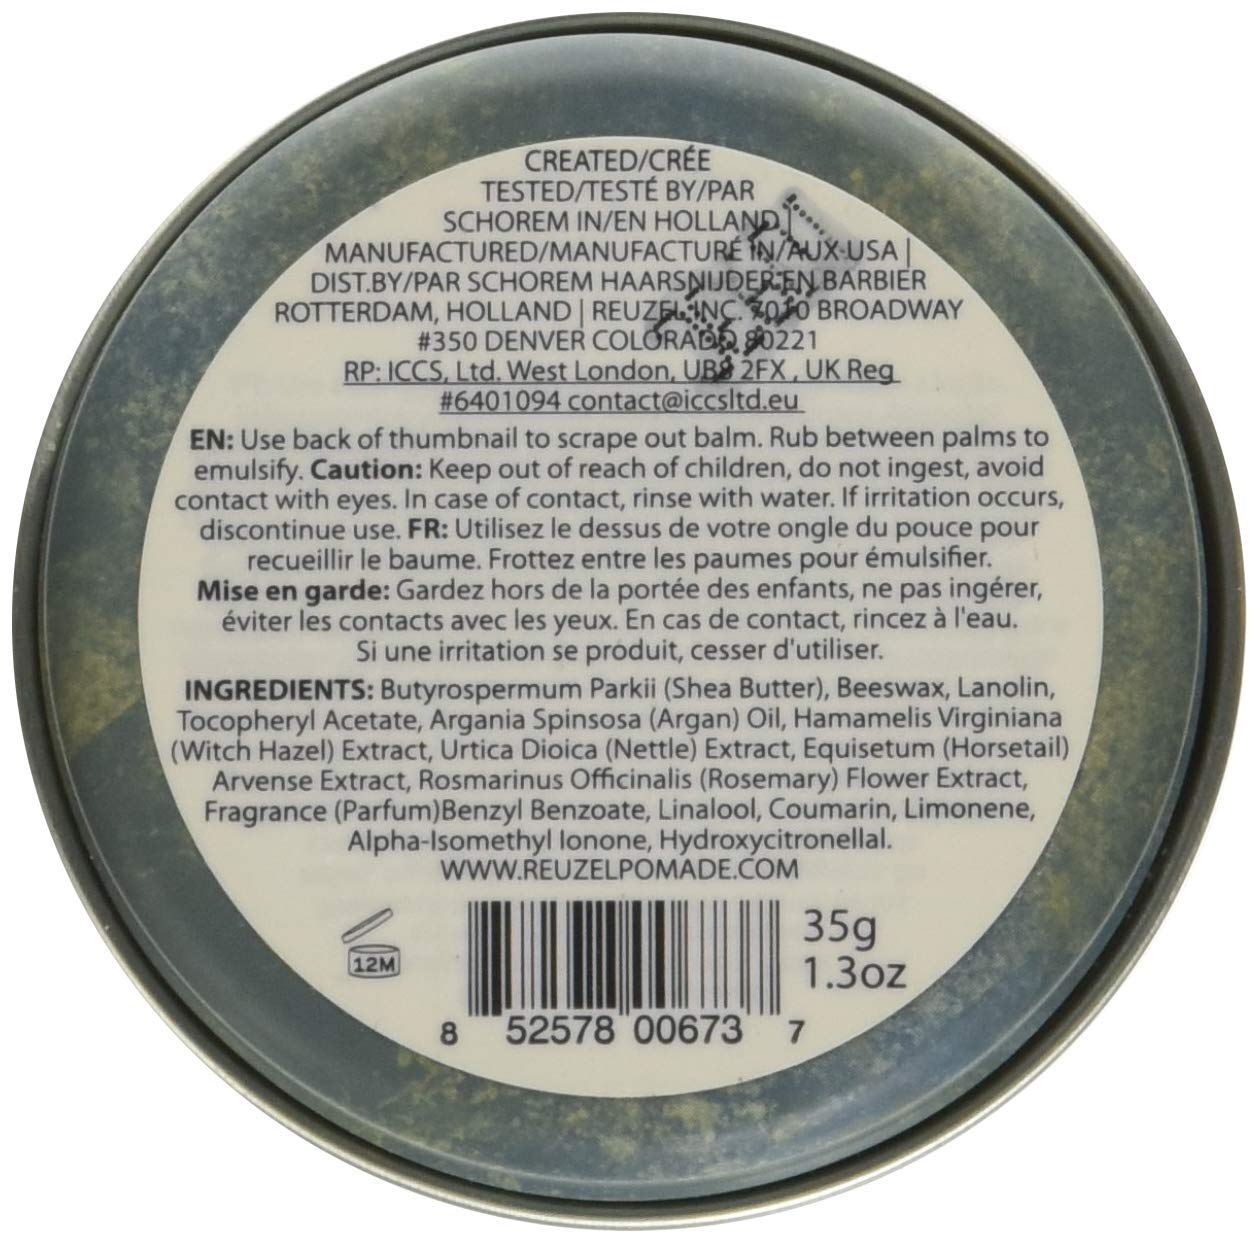 CREATED/CRÉE
TESTED/TESTÉ BY/PAR
SCHOREM IN/EN HOLLAND |
MANUFACTURED/MANUFACTURÉ IN/AUX USA |
DIST.BY/PAR SCHOREM HAARSNIJDER EN BARBIER
ROTTERDAM, HOLLAND | REUZEL INC. 7010 BROADWAY
#350 DENVER COLORADO 80221
RP: ICCS, Ltd. West London, UB8 2FX , UK Reg
#6401094 contact@iccsltd.eu
EN: Use back of thumbnail to scrape out balm. Rub between palms to
emulsify. Caution: Keep out of reach of children, do not ingest, avoid
contact with eyes. In case of contact, rinse with water. If irritation occurs,
discontinue use. FR: Utilisez le dessus de votre ongle du pouce pour
recueillir le baume. Frottez entre les paumes pour émulsifier.
Mise en garde: Gardez hors de la portée des enfants, ne pas ingérer,
éviter les contacts avec les yeux. En cas de contact, rincez à l'eau.
Si une irritation se produit, cesser d'utiliser.
INGREDIENTS: Butyrospermum Parkii (Shea Butter), Beeswax, Lanolin,
Tocopheryl Acetate, Argania Spinsosa (Argan) Oil, Hamamelis Virginiana
(Witch Hazel) Extract, Urtica Dioica (Nettle) Extract, Equisetum (Horsetail)
Arvense Extract, Rosmarinus Officinalis (Rosemary) Flower Extract,
Fragrance (Parfum)Benzyl Benzoate, Linalool, Coumarin, Limonene,
Alpha-Isomethyl Ionone, Hydroxycitronellal.
WWW.REUZELPOMADE.COM
12M
35g
1.3oz
8 52578 00673 7